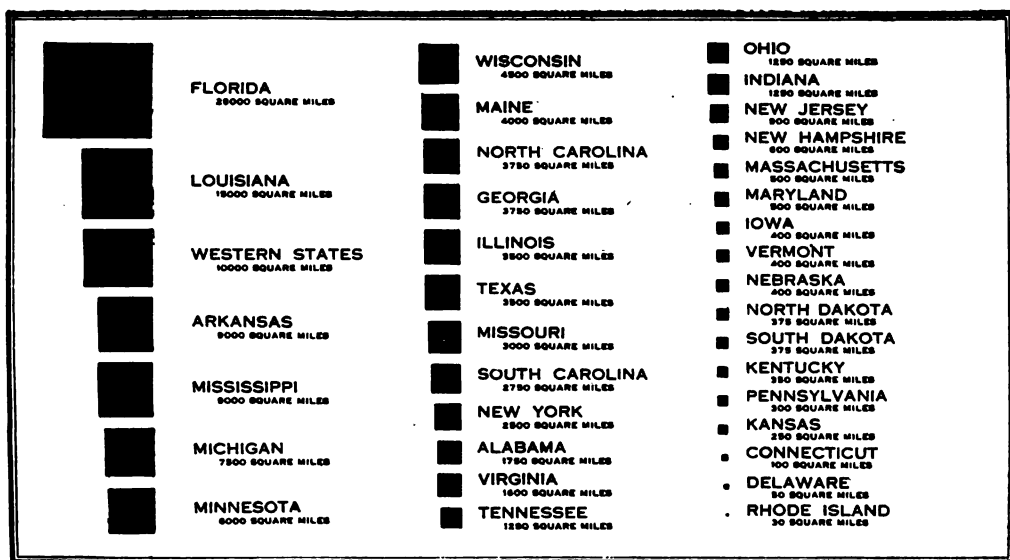 FLORIDA
25000 SQUARE MILES
LOUISIANA
15000 SQUARE MILES
WESTERN STATES
10000 SQUARE MILES
ARKANSAS
9000 SQUARE MILES
MISSISSIPPI
9000 SQUARE MILES
MICHIGAN
7500 SQUARE MILES
MINNESOTA
6000 SQUARE MILES
WISCONSIN
4500 SQUARE MILES
MAINE
4000 SQUARE MILES
NORTH CAROLINA
3750 SQUARE MILES
GEORGIA
3750 SQUARE MILES
ILLINOIS
3500 SQUARE MILES
TEXAS
3500 SQUARE MILES
MISSOURI
3000 SQUARE MILES
SOUTH CAROLINA
2750 SQUARE MILES
NEW YORK
2500 SQUARE MILES
ALABAMA
1750 SQUARE MILES
VIRGINIA
1600 SQUARE MILES
TENNESSEE
1250 SQUARE MILES
OHIO
1250 SQUARE MILES
INDIANA
1250 SQUARE MILES
NEW JERSEY
900 SQUARE MILES
NEW HAMPSHIRE
600 SQUARE MILES
MASSACHUSETTS
500 SQUARE MILES
MARYLAND
500 SQUARE MILES
IOWA
400 SQUARE MILES
VERMONT
400 SQUARE MILES
NEBRASKA
400 SQUARE MILES
NORTH DAKOTA
375 SQUARE MILES
SOUTH DAKOTA
375 SQUARE MILES
KENTUCKY
350 SQUARE MILES
PENNSYLVANIA
300 SQUARE MILES
KANSAS
250 SQUARE MILES
CONNECTICUT
100 SQUARE MILES
DELAWARE
50 SQUARE MILES
RHODE ISLAND
30 SQUARE MILES